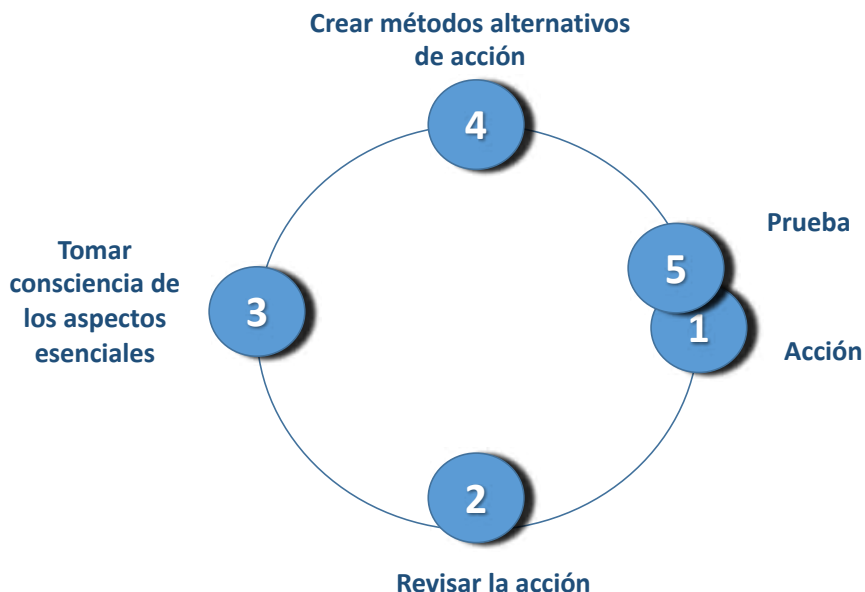 Crear métodos alternativos
de acción
4
Prueba
5
Tomar
consciencia de
los aspectos
esenciales
3
1
Acción
2
Revisar la acción